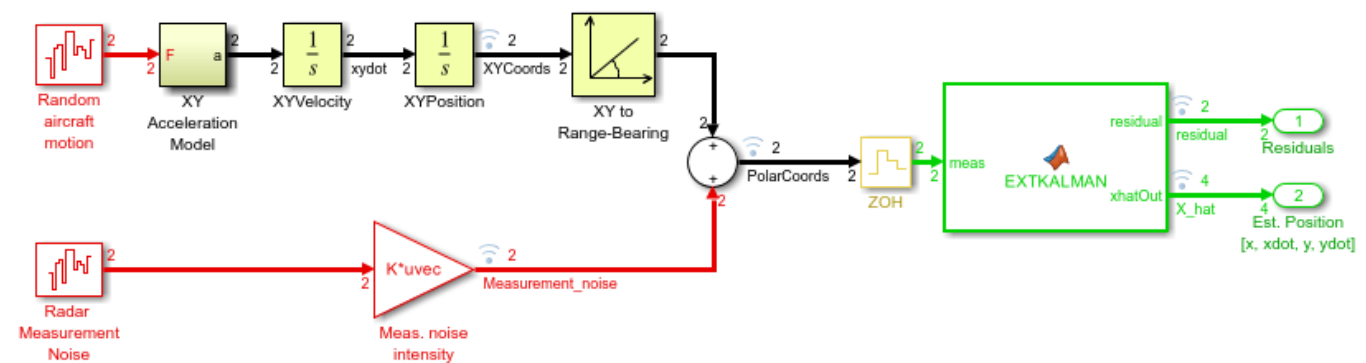 2
2
F
a
2
2
1
s
2
xydot
2
1
s
2
XYCoords
2
2
Random
aircraft
motion
XY
Acceleration
Model
XYVelocity
XYPosition
XY to
Range-Bearing
2
+
+
2
2
PolarCoords
2
ZOH
2
2
meas
EXTKALMAN
residual
xhatOut
2
residual
2
1
Residuals
4
X_hat
4
2
Est. Position
[x, xdot, y, ydot]
2
2
K*uvec
2
Measurement_noise
Radar
Measurement
Noise
Meas. noise
intensity